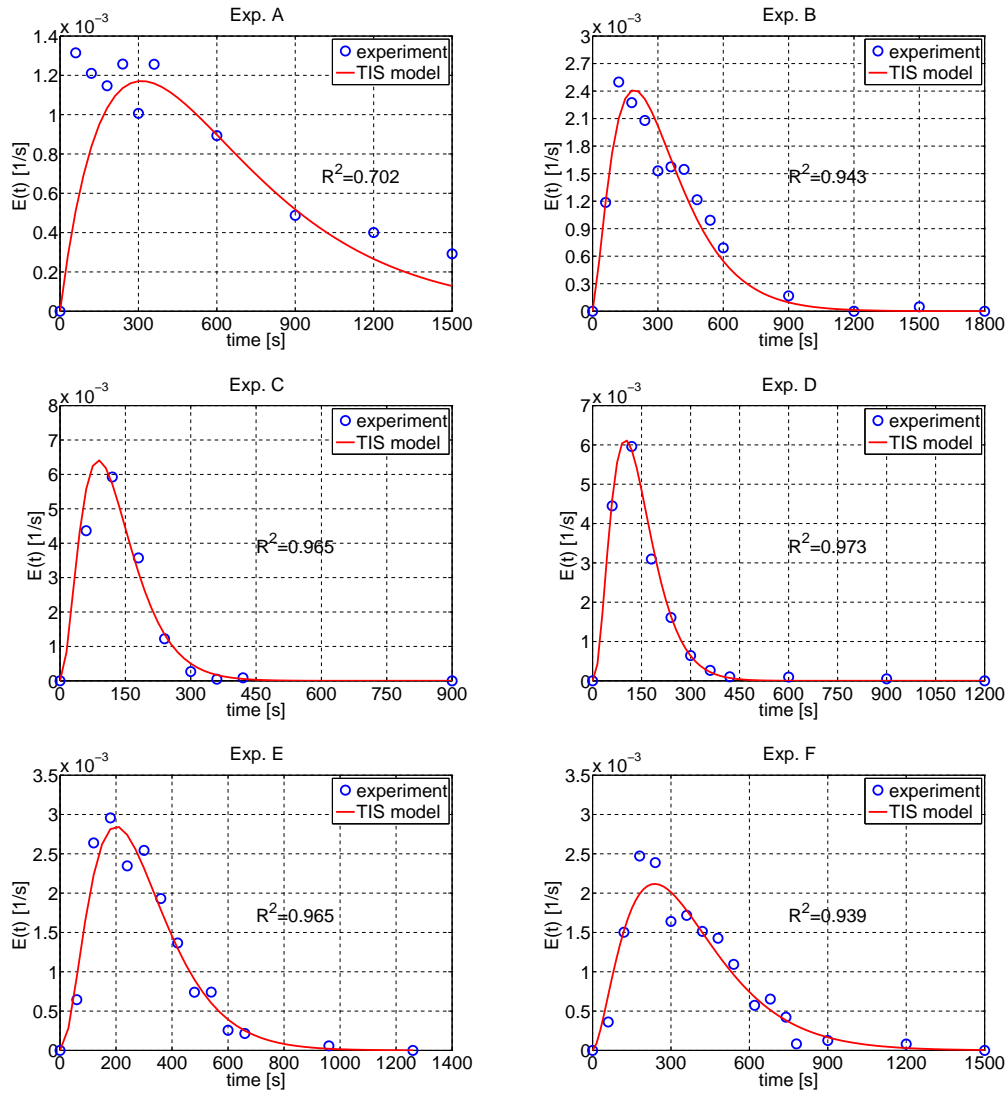 Exp. A
x 10⁻³
1.4
1.2
1
0.8
0.6
0.4
0.2
0
E(t) [1/s]
experiment
TIS model
R²=0.702
0 300 600 900 1200 1500
time [s]
Exp. B
x 10⁻³
3
2.7
2.4
2.1
1.8
1.5
1.2
0.9
0.6
0.3
0
E(t) [1/s]
experiment
TIS model
R²=0.943
0 300 600 900 1200 1500 1800
time [s]
Exp. C
x 10⁻³
8
7
6
5
4
3
2
1
0
E(t) [1/s]
experiment
TIS model
R²=0.965
0 150 300 450 600 750 900
time [s]
Exp. D
x 10⁻³
7
6
5
4
3
2
1
0
E(t) [1/s]
experiment
TIS model
R²=0.973
0 150 300 450 600 750 900 1050 1200
time [s]
Exp. E
x 10⁻³
3.5
3
2.5
2
1.5
1
0.5
0
E(t) [1/s]
experiment
TIS model
R²=0.965
0 200 400 600 800 1000 1200 1400
time [s]
Exp. F
x 10⁻³
3.5
3
2.5
2
1.5
1
0.5
0
E(t) [1/s]
experiment
TIS model
R²=0.939
0 300 600 900 1200 1500
time [s]